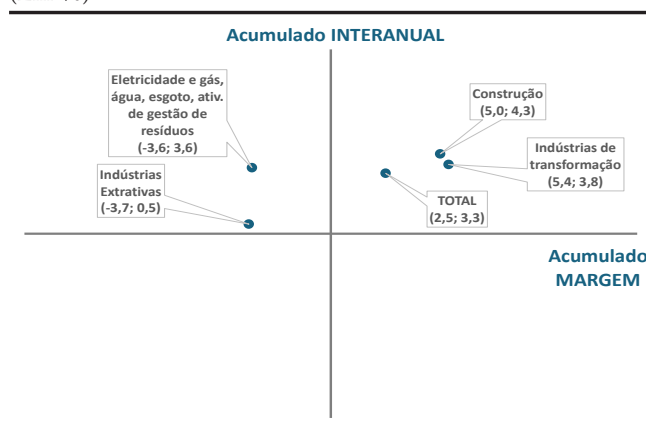 Acumulado INTERANUAL
Eletricidade e gás,
água, esgoto, ativ.
de gestão de
resíduos
(-3,6; 3,6)
Indústrias
Extrativas
(-3,7; 0,5)
Construção
(5,0; 4,3)
Indústrias de
transformação
(5,4; 3,8)
TOTAL
(2,5; 3,3)
Acumulado
MARGEM